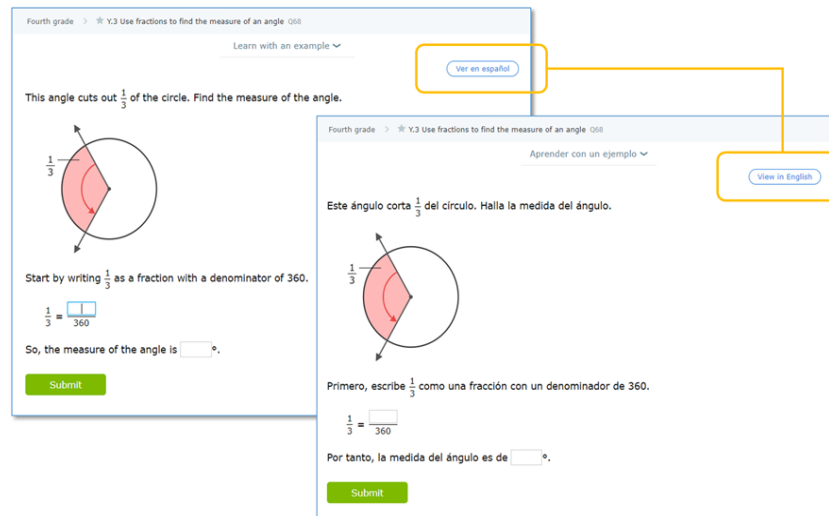 Fourth grade > ★ Y.3 Use fractions to find the measure of an angle Q68
Learn with an example
Ver en español
This angle cuts out 1/3 of the circle. Find the measure of the angle.
1/3
Start by writing 1/3 as a fraction with a denominator of 360.
1/3 = /360
So, the measure of the angle is °.
Submit
Fourth grade > ☆ Y.3 Use fractions to find the measure of an angle Q68
Aprender con un ejemplo
View in English
Este ángulo corta 1/3 del círculo. Halla la medida del ángulo.
1/3
Primero, escribe 1/3 como una fracción con un denominador de 360.
1/3 = /360
Por tanto, la medida del ángulo es de °.
Submit